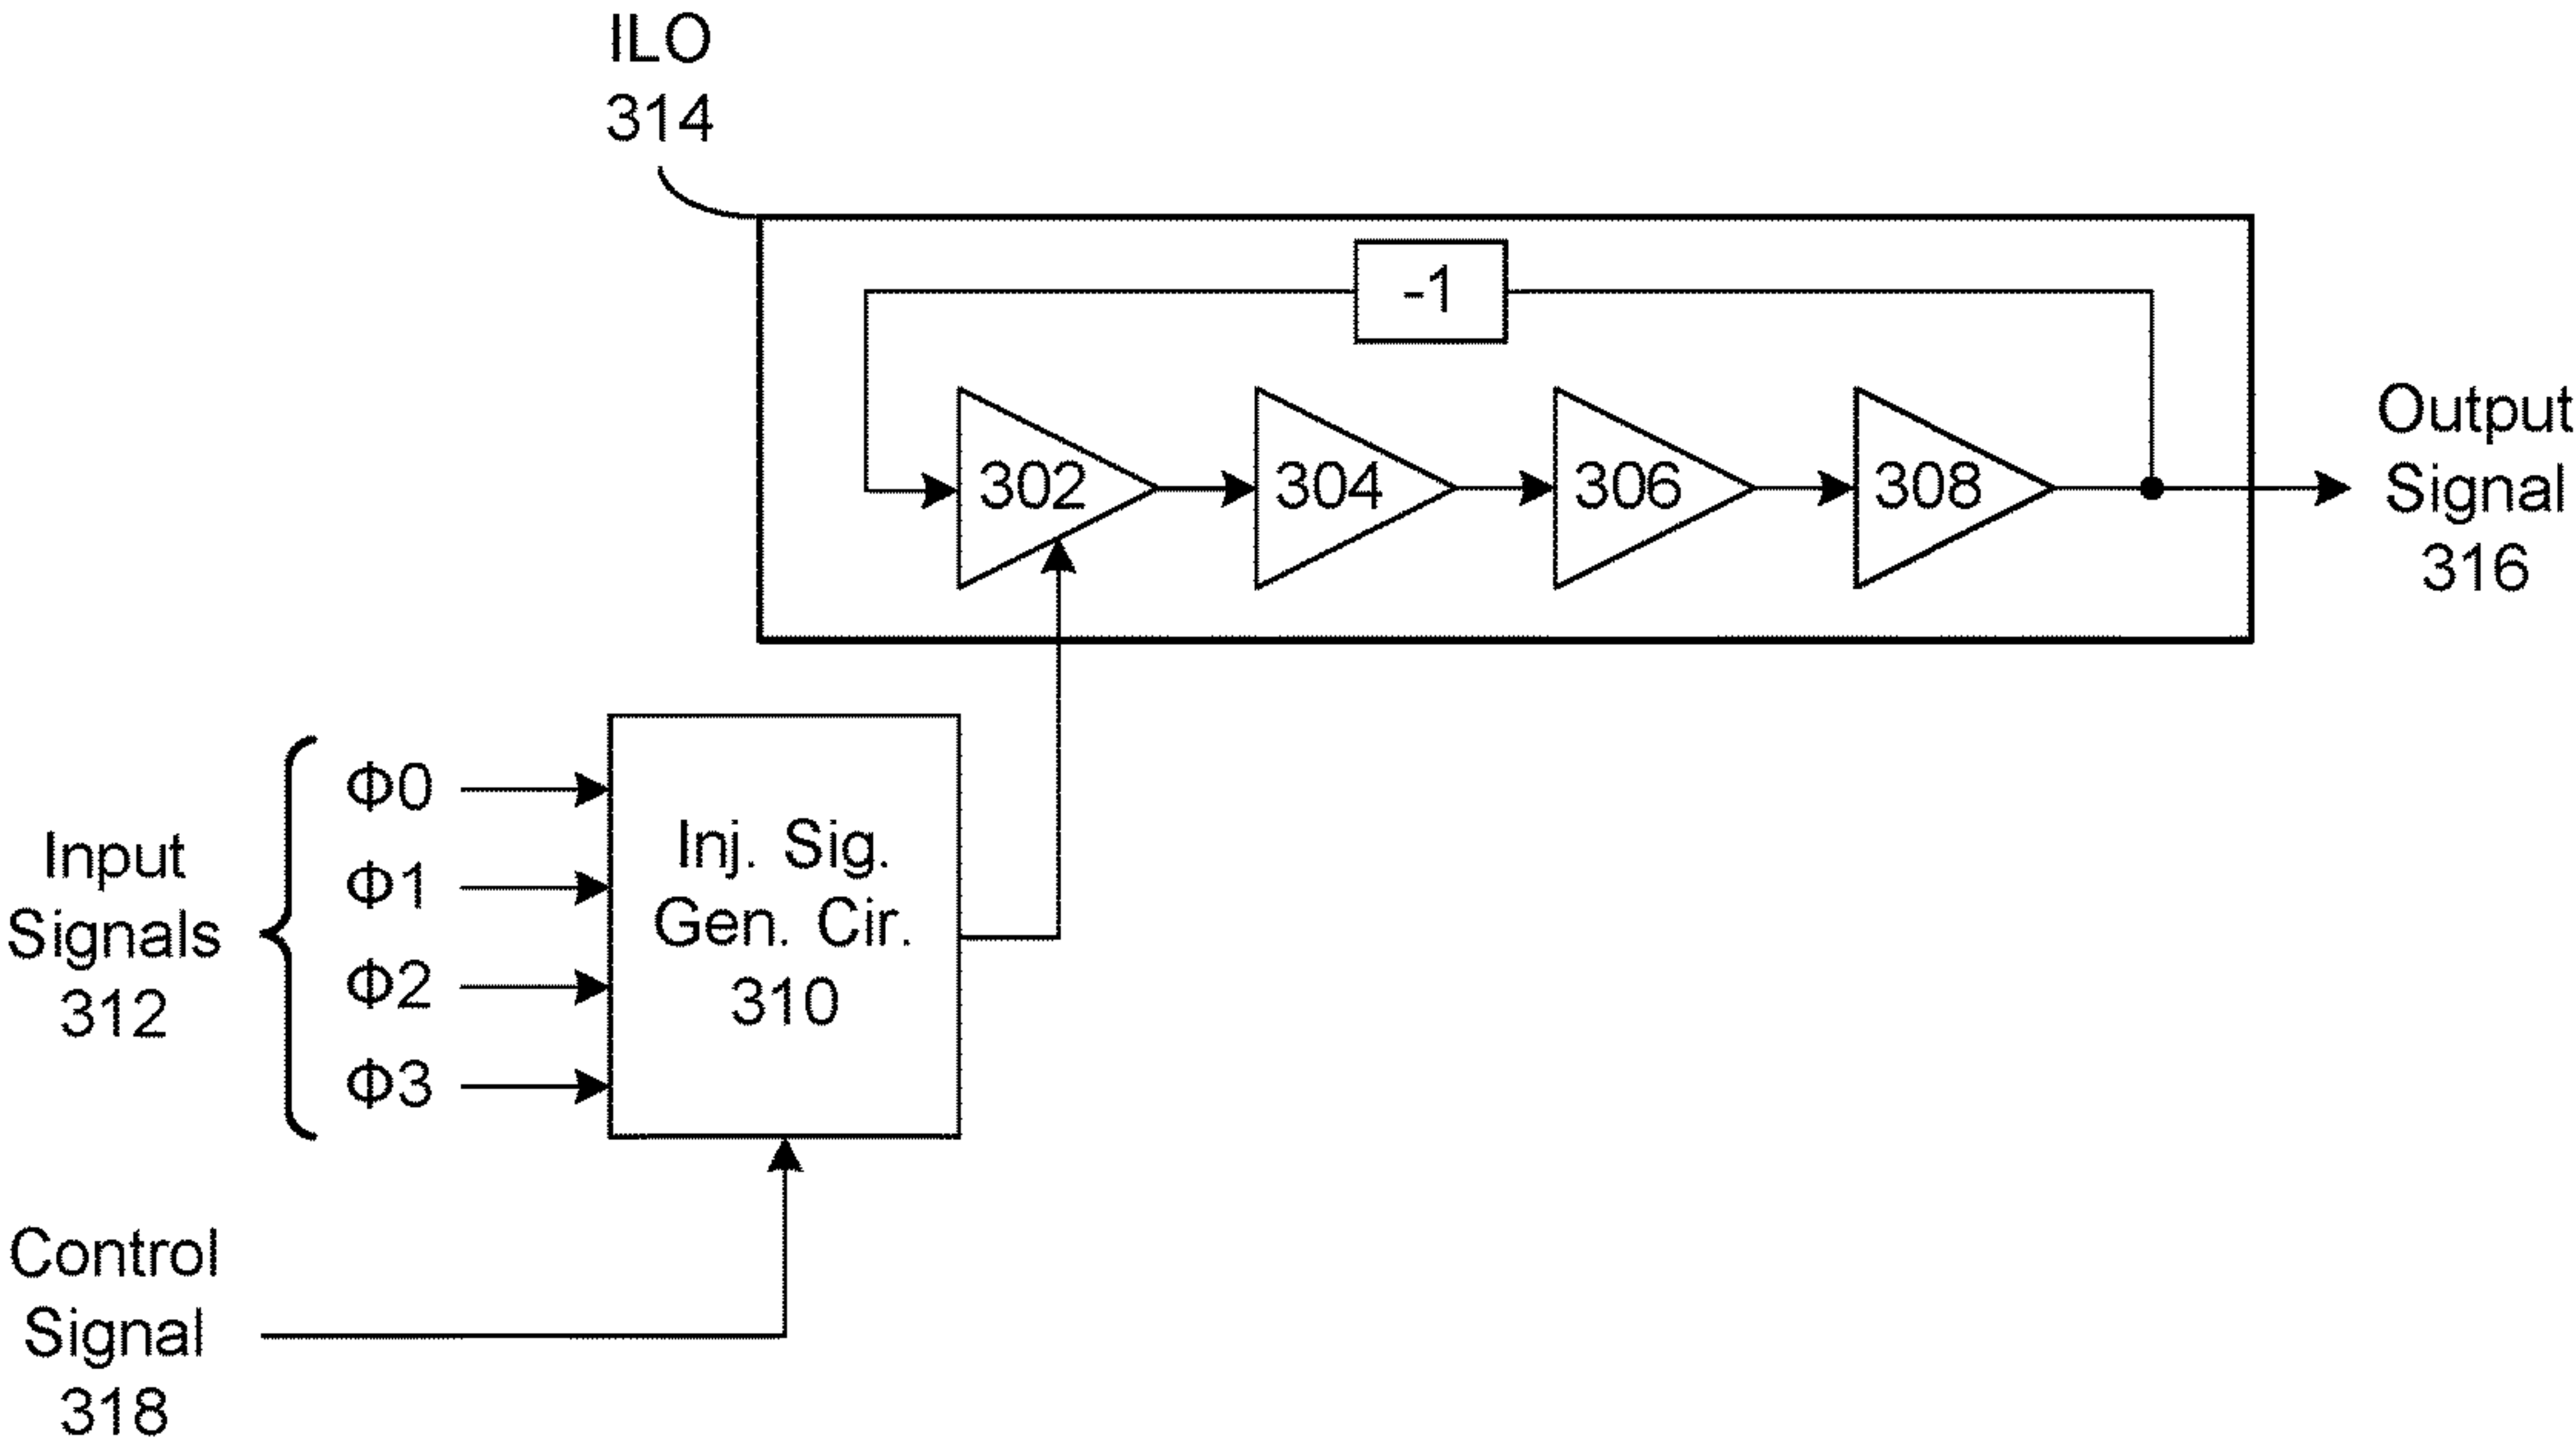 ILO
314
-1
302
304
306
308
Output
Signal
316
Input
Signals
312
Φ0
Φ1
Φ2
Φ3
Inj. Sig.
Gen. Cir.
310
Control
Signal
318